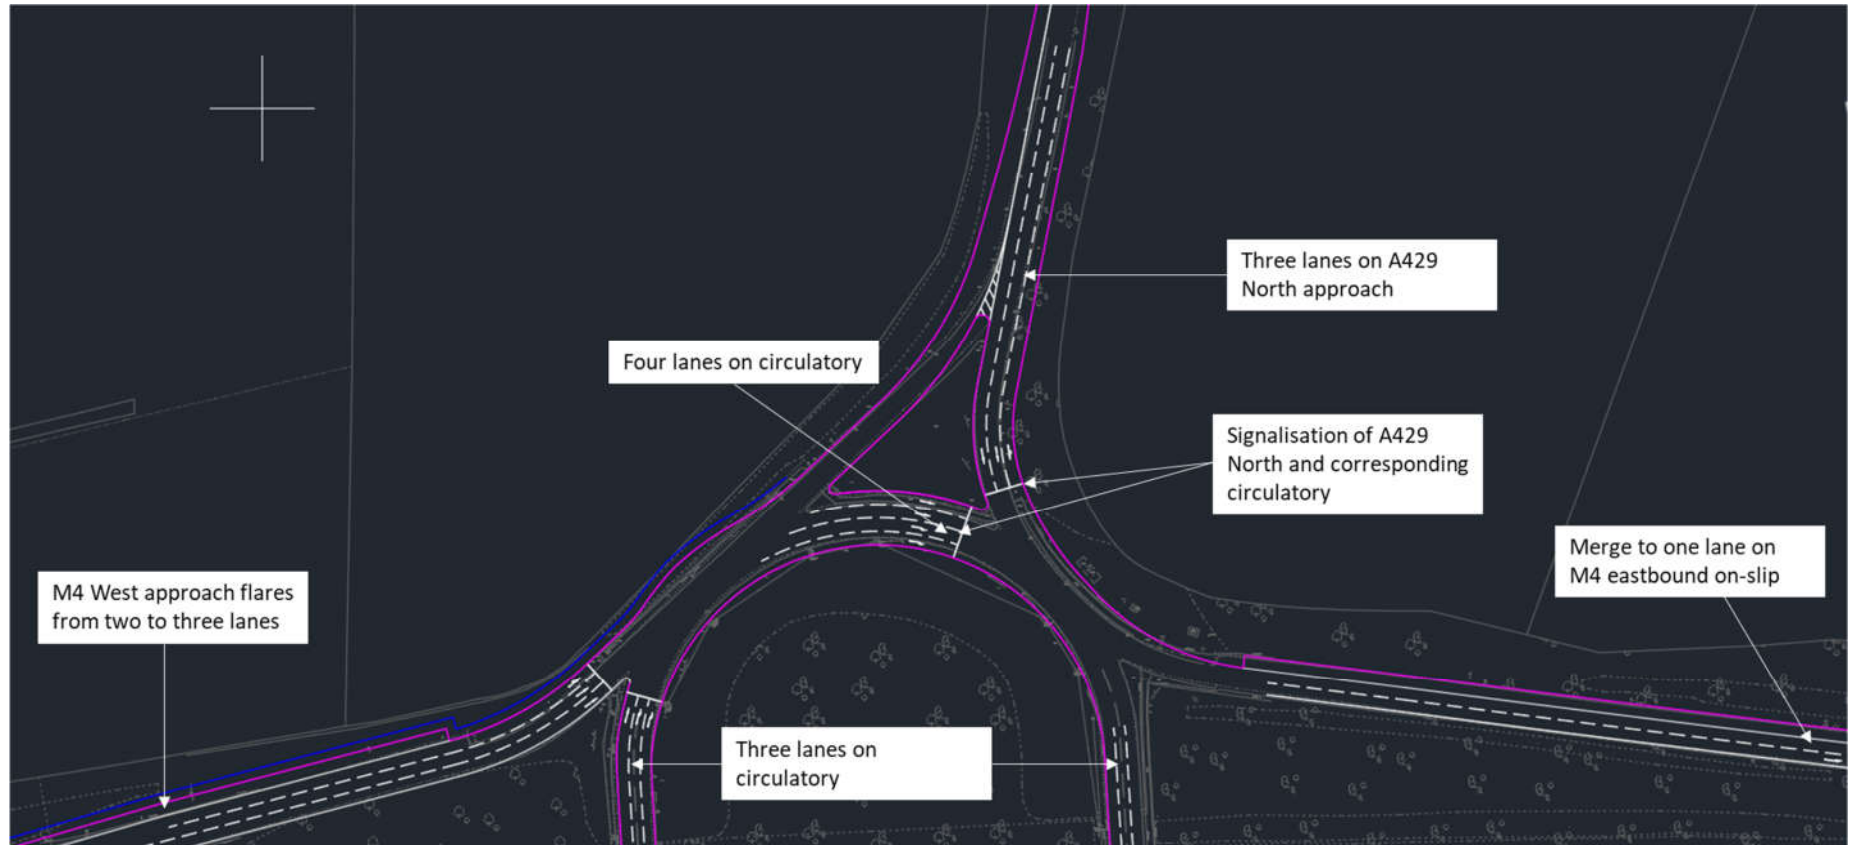 Three lanes on A429
North approach
Four lanes on circulatory
Signalisation of A429
North and corresponding
circulatory
Merge to one lane on
M4 eastbound on-slip
M4 West approach flares
from two to three lanes
Three lanes on
circulatory